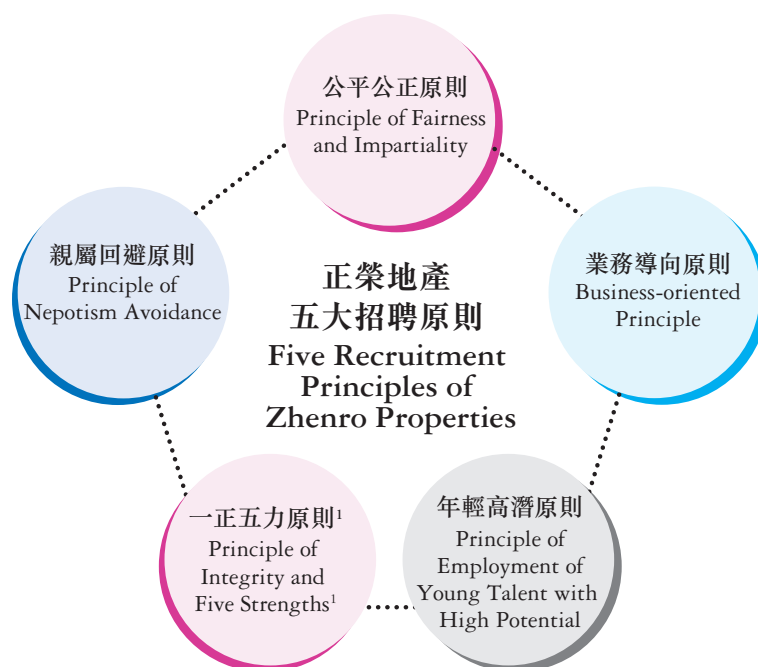 公平公正原則
Principle of Fairness
and Impartiality
親屬回避原則
Principle of
Nepotism Avoidance
正榮地產
五大招聘原則
Five Recruitment
Principles of
Zhenro Properties
業務導向原則
Business-oriented
Principle
一正五力原則¹
Principle of
Integrity and
Five Strengths¹
年輕高潛原則
Principle of
Employment of
Young Talent with
High Potential